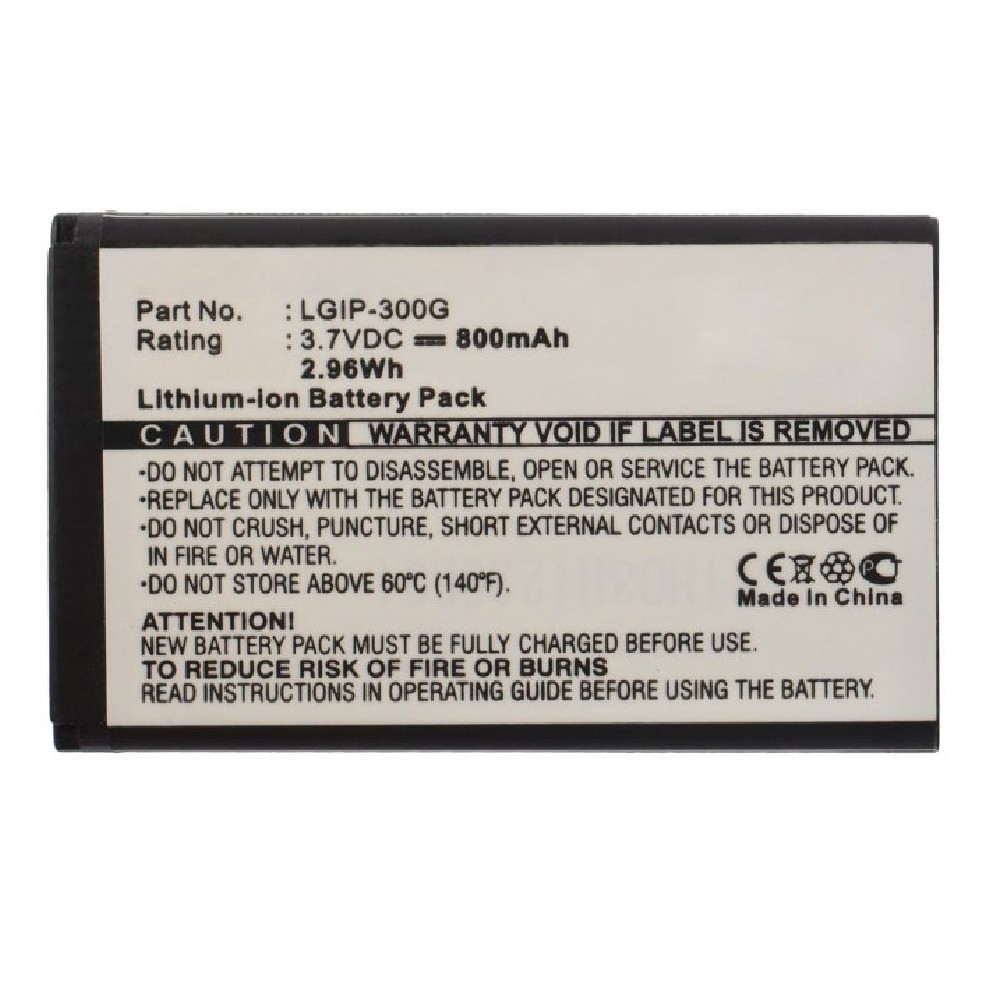 Part No. : LGIP-300G
Rating : 3.7VDC ⎓ 800mAh
2.96Wh
Lithium-ion Battery Pack
CAUTION WARRANTY VOID IF LABEL IS REMOVED
•DO NOT ATTEMPT TO DISASSEMBLE, OPEN OR SERVICE THE BATTERY PACK.
•REPLACE ONLY WITH THE BATTERY PACK DESIGNATED FOR THIS PRODUCT.
•DO NOT CRUSH, PUNCTURE, SHORT EXTERNAL CONTACTS OR DISPOSE OF
IN FIRE OR WATER.
•DO NOT STORE ABOVE 60°C (140°F).
CE
Made In China
ATTENTION!
NEW BATTERY PACK MUST BE FULLY CHARGED BEFORE USE.
TO REDUCE RISK OF FIRE OR BURNS
READ INSTRUCTIONS IN OPERATING GUIDE BEFORE USING THE BATTERY.